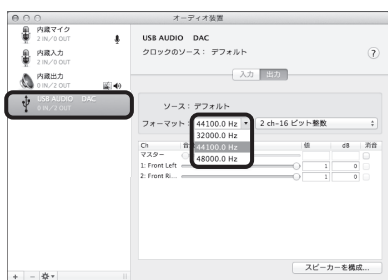 オーディオ装置
内蔵マイク
2 IN/0 OUT
内蔵入力
2 IN/0 OUT
内蔵出力
0 IN/2 OUT
USB AUDIO DAC
0 IN/2 OUT
USB AUDIO DAC
クロックのソース： デフォルト
?
入力 出力
ソース： デフォルト
フォーマット： 44100.0 Hz 2 ch-16 ビット整数
32000.0 Hz
44100.0 Hz
48000.0 Hz
Ch 値 dB 消音
マスター
1: Front Left 1 0
2: Front Ri... 1 0
スピーカーを構成...